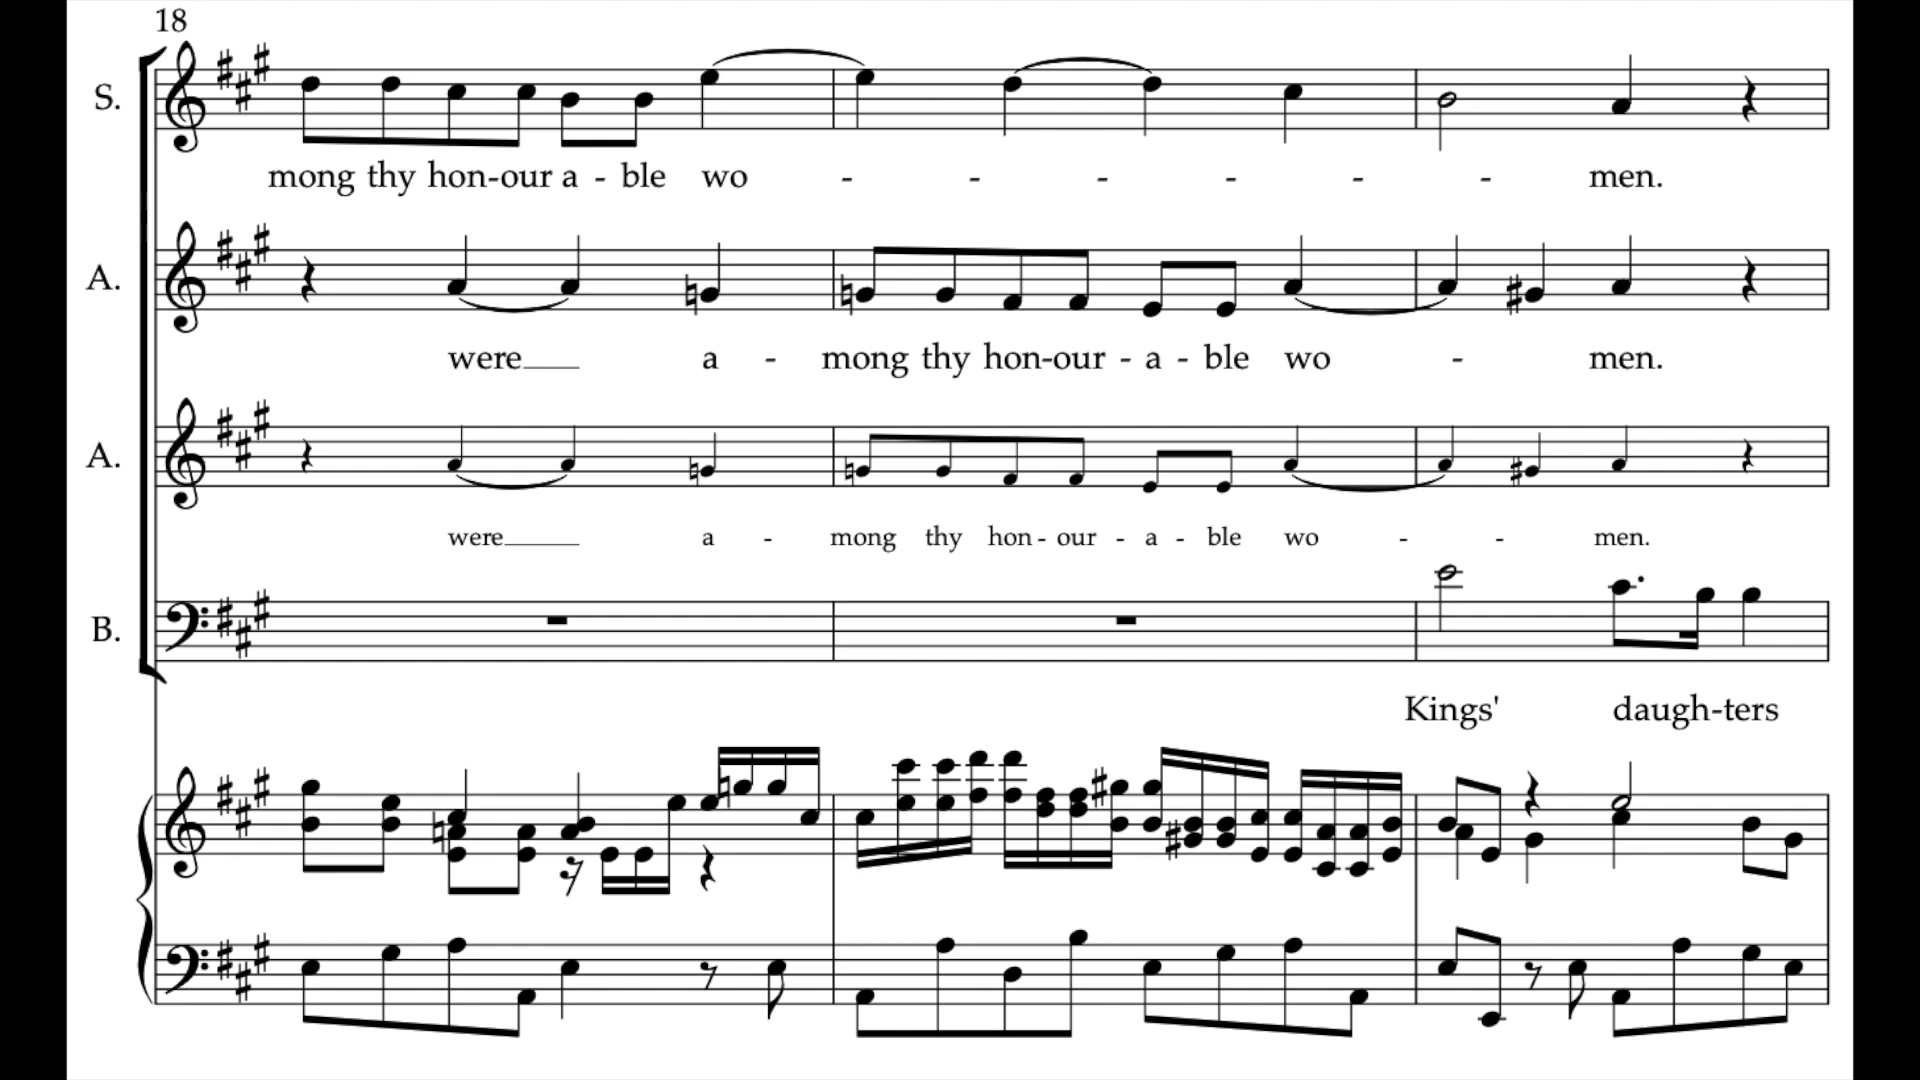 18
S.
mong thy hon-our a - ble wo - - - - - - men.
A.
were a - mong thy hon-our - a - ble wo - men.
A.
were a - mong thy hon - our - a - ble wo - - men.
B.
Kings' daugh-ters